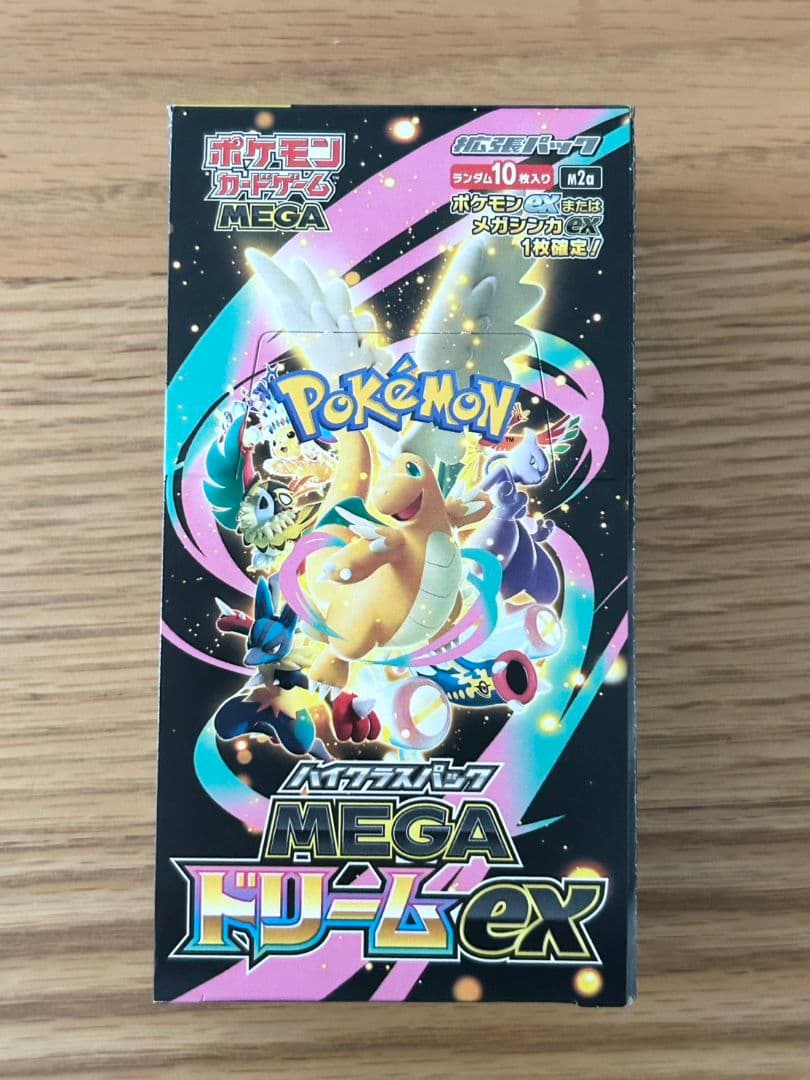 ポケモン
カードゲーム™
MEGA
拡張パック
ランダム10枚入り M2a
ポケモンexまたは
メガシンカex
1枚確定!
POKéMON™
ハイクラスパック
MEGA
ドリームex